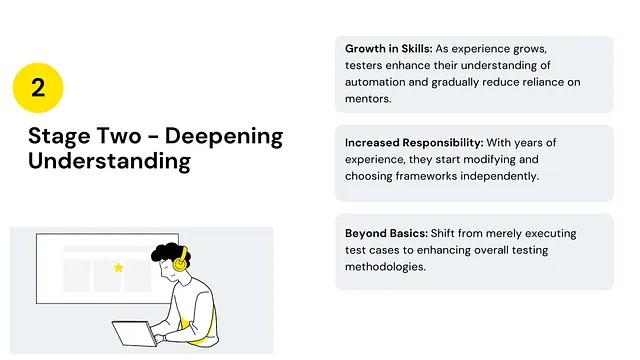 2
Stage Two - Deepening
Understanding
Growth in Skills: As experience grows,
testers enhance their understanding of
automation and gradually reduce reliance on
mentors.
Increased Responsibility: With years of
experience, they start modifying and
choosing frameworks independently.
Beyond Basics: Shift from merely executing
test cases to enhancing overall testing
methodologies.